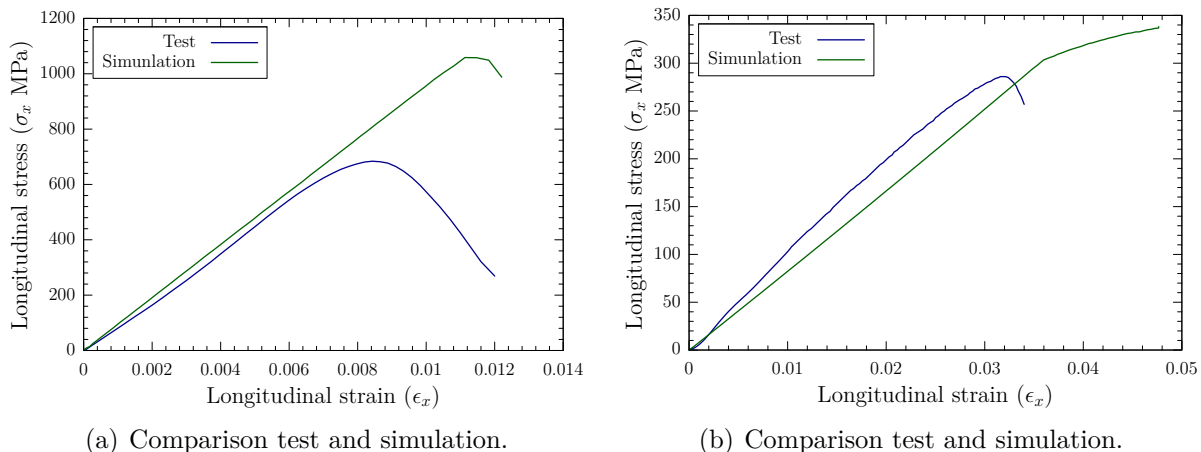 Longitudinal stress (σx MPa)
1200
1000
800
600
400
200
0
Test
Simunlation
0 0.002 0.004 0.006 0.008 0.01 0.012 0.014
Longitudinal strain (ϵx)
(a) Comparison test and simulation.
Longitudinal stress (σx MPa)
350
300
250
200
150
100
50
0
Test
Simunlation
0 0.01 0.02 0.03 0.04 0.05
Longitudinal strain (ϵx)
(b) Comparison test and simulation.